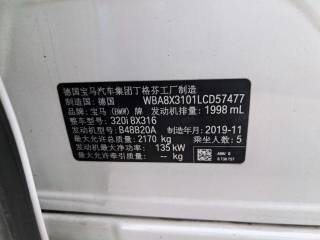 德国宝马汽车集团丁格芬工厂制造
制造国：德国 WBA8X3101LCD57477
品牌：宝马 (BMW) 牌 发动机排量：1998 mL
整车型号：320i 8X316
发动机型号：B48B20A 制造年月：2019-11
最大允许总质量：2170 kg 乘坐人数：5
发动机最大净功率：135 kW
最大允许牵引质量：-- kg